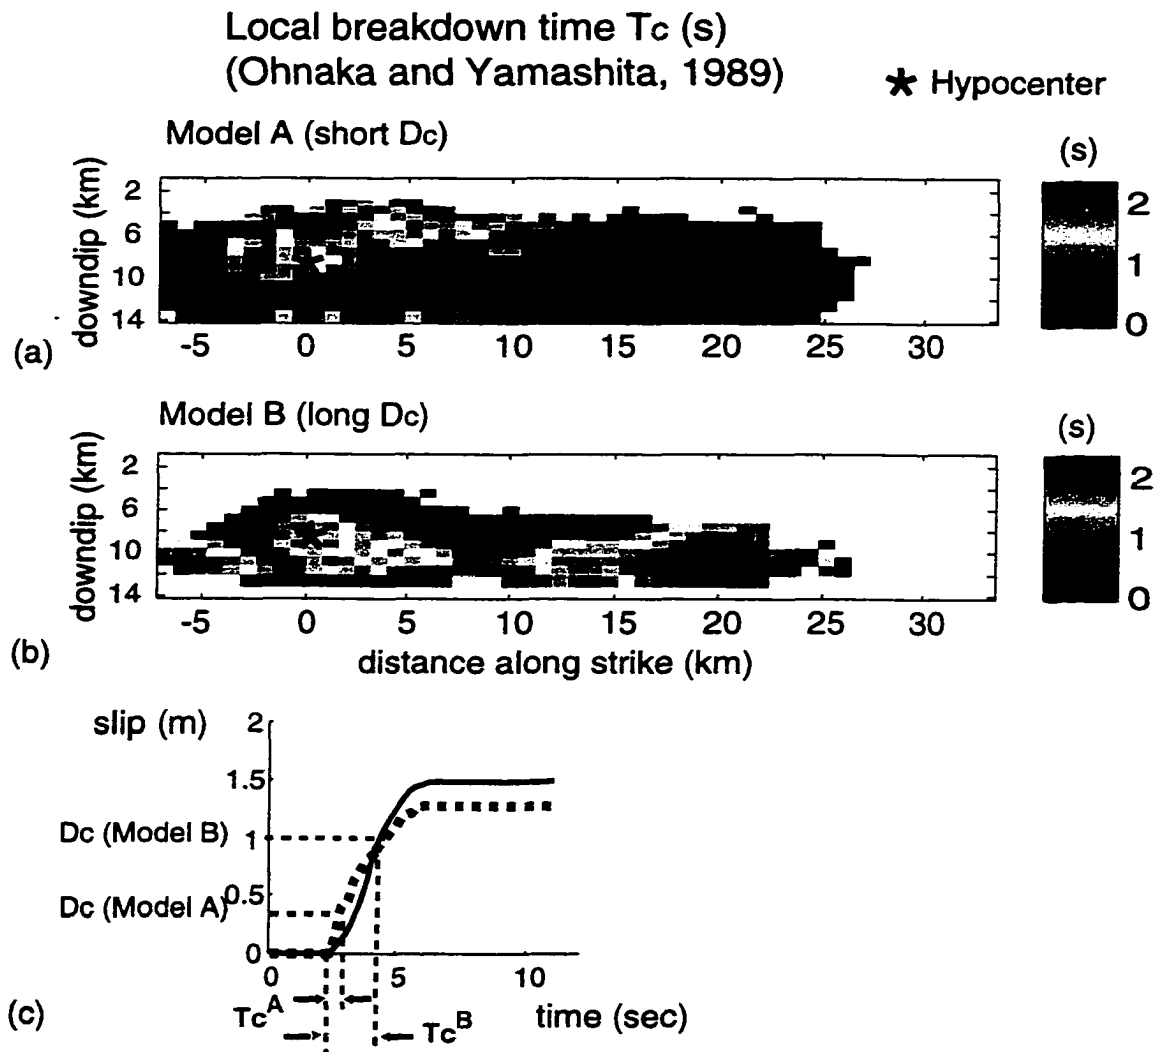 Local breakdown time Tc (s)
(Ohnaka and Yamashita, 1989)
★ Hypocenter
Model A (short Dc)
(s)
downdip (km)
2
6
10
14
-5 0 5 10 15 20 25 30
2
1
0
(a)
Model B (long Dc)
(s)
downdip (km)
2
6
10
14
-5 0 5 10 15 20 25 30
2
1
0
(b)
distance along strike (km)
slip (m)
2
1.5
Dc (Model B)
1
0.5
Dc (Model A)
0
0 5 10
(c)
Tc^A
Tc^B
time (sec)